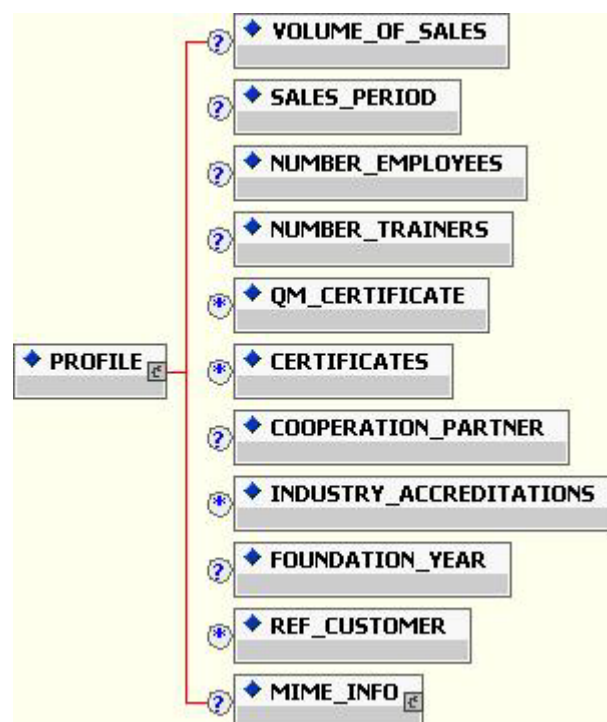 ? VOLUME_OF_SALES
? SALES_PERIOD
? NUMBER_EMPLOYEES
? NUMBER_TRAINERS
* QM_CERTIFICATE
PROFILE
* CERTIFICATES
? COOPERATION_PARTNER
* INDUSTRY_ACCREDITATIONS
? FOUNDATION_YEAR
* REF_CUSTOMER
? MIME_INFO